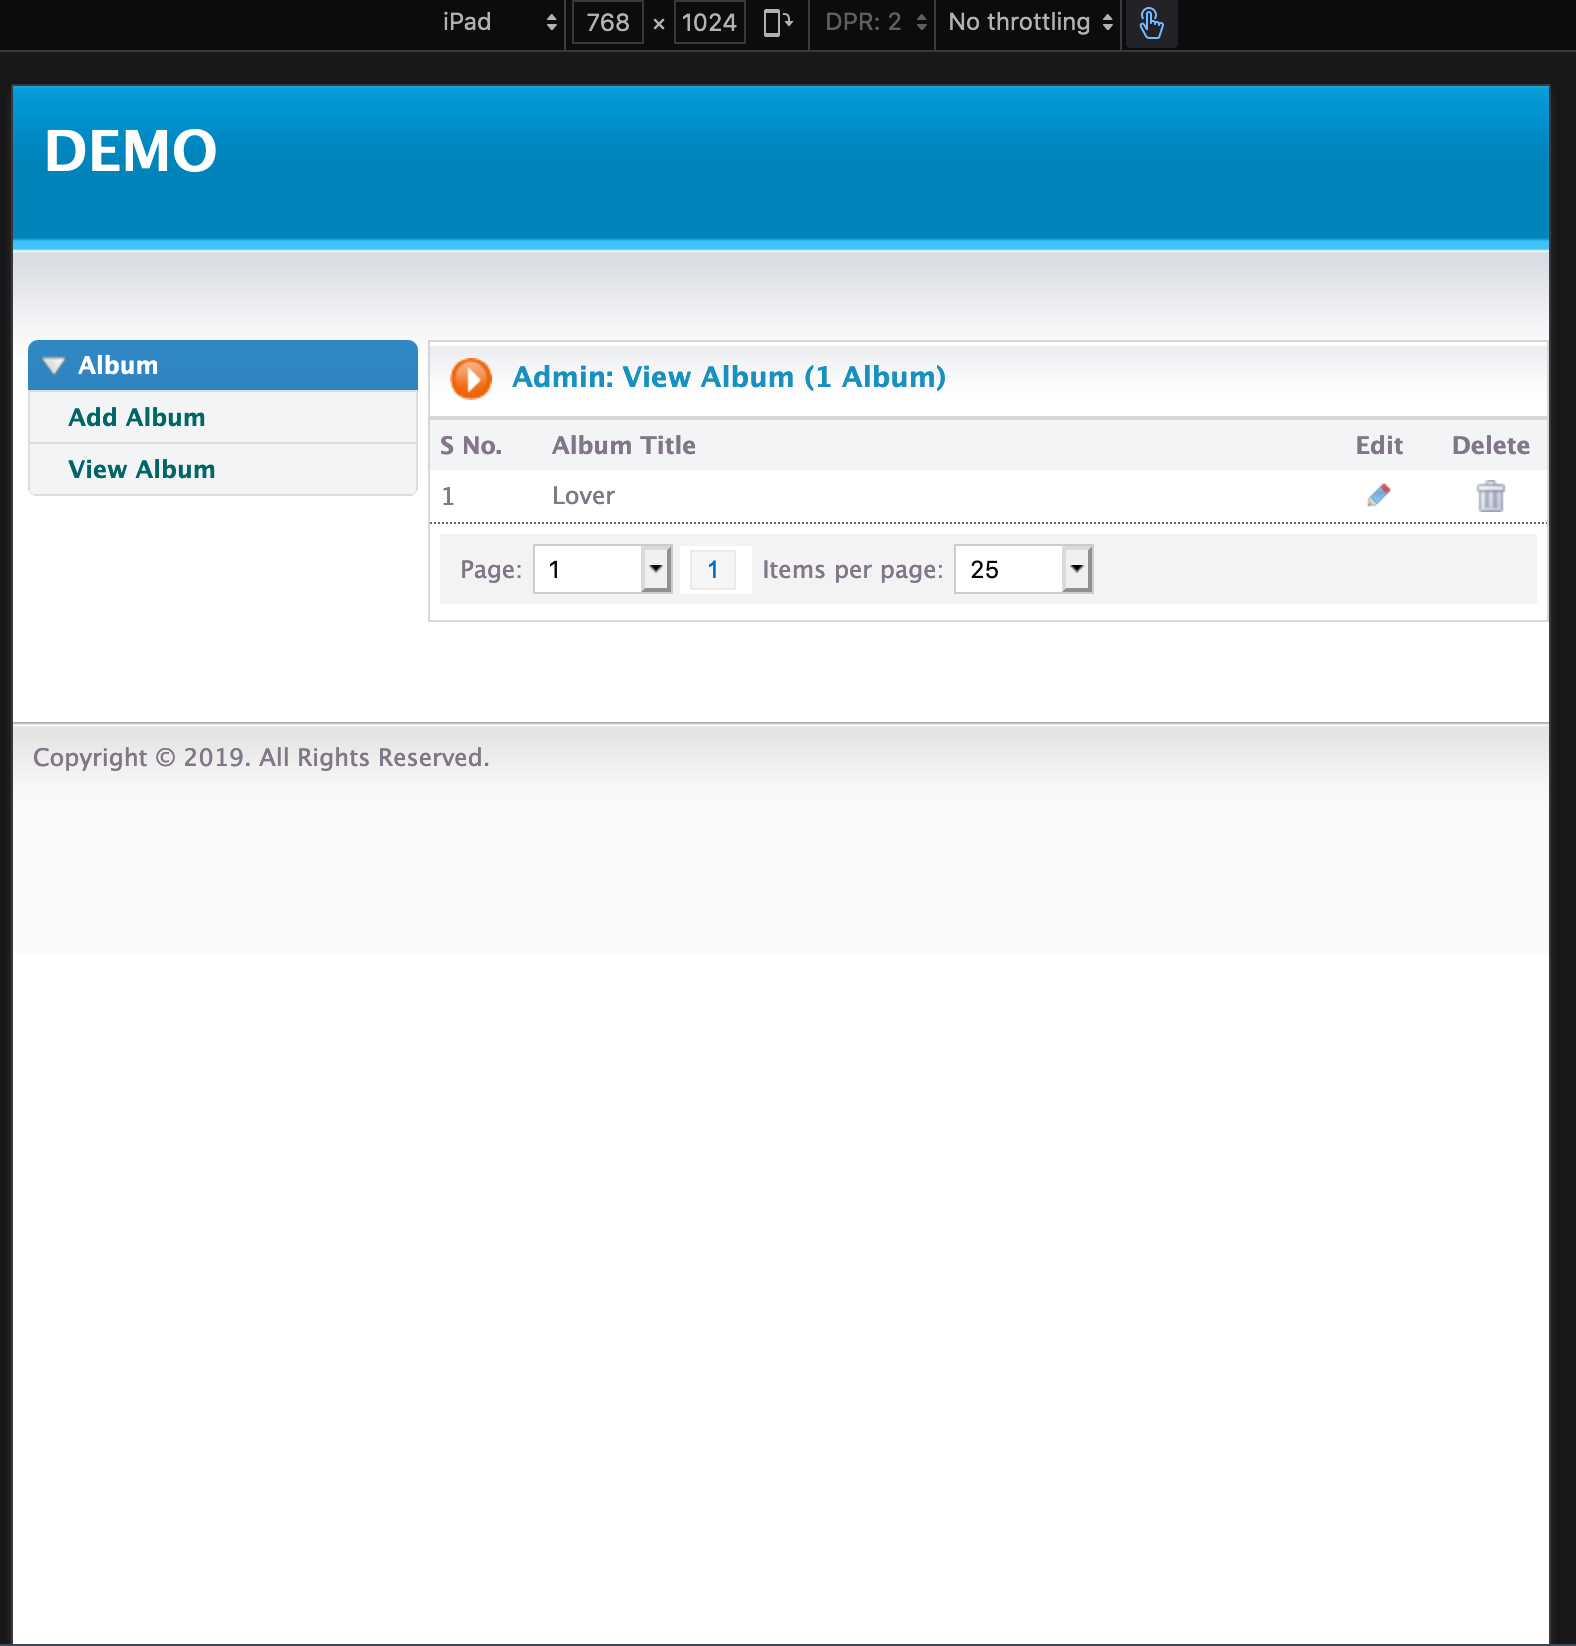 iPad 768 × 1024 DPR: 2 No throttling
DEMO
Album
Add Album
View Album
Admin: View Album (1 Album)
S No. Album Title Edit Delete
1 Lover
Page: 1 1 Items per page: 25
Copyright © 2019. All Rights Reserved.